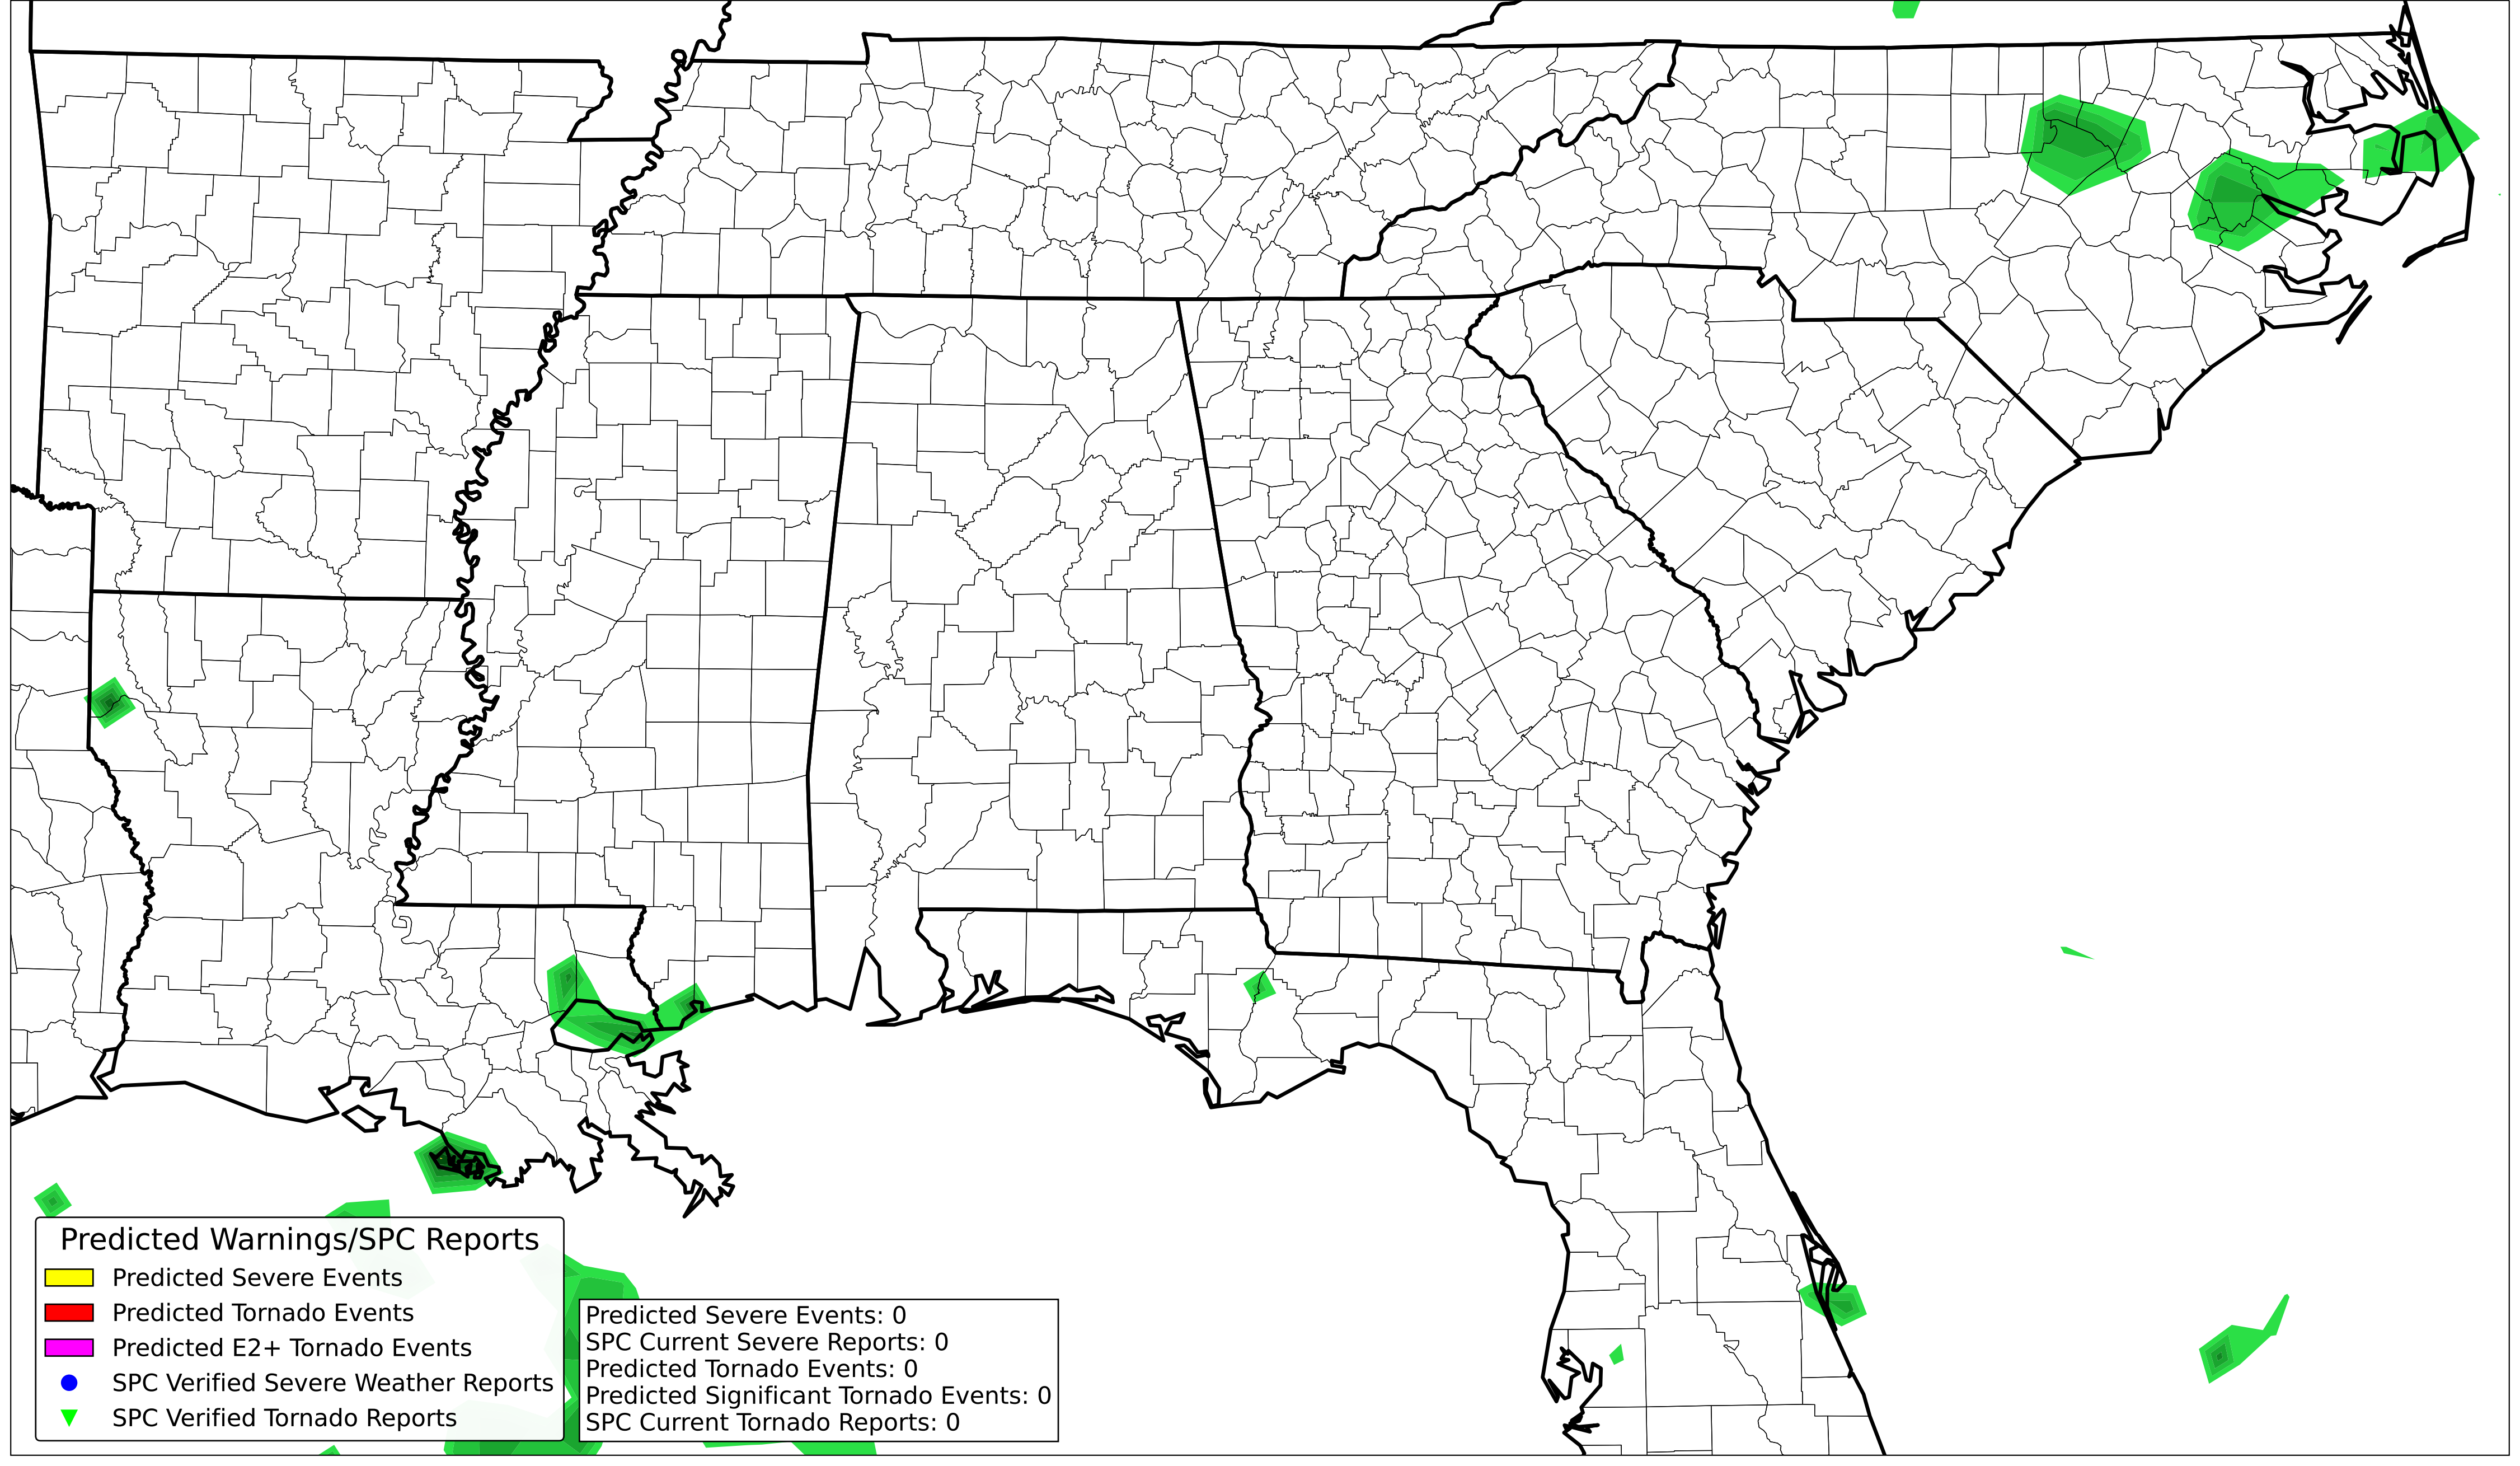 Predicted Warnings/SPC Reports
Predicted Severe Events
Predicted Tornado Events
Predicted E2+ Tornado Events
SPC Verified Severe Weather Reports
SPC Verified Tornado Reports
Predicted Severe Events: 0
SPC Current Severe Reports: 0
Predicted Tornado Events: 0
Predicted Significant Tornado Events: 0
SPC Current Tornado Reports: 0